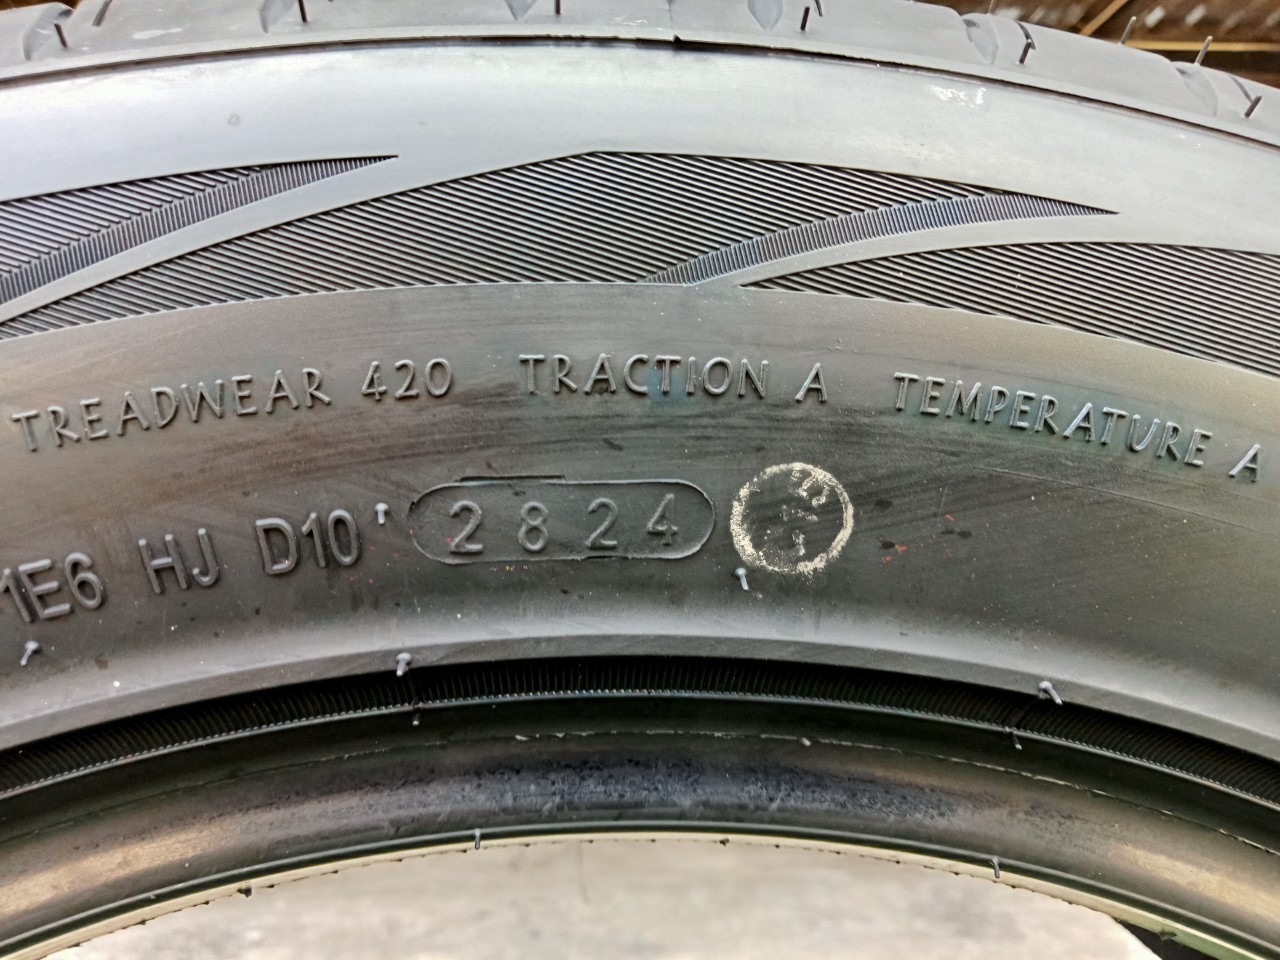 TREADWEAR 420 TRACTION A TEMPERATURE A
1E6 HJ D10 2824